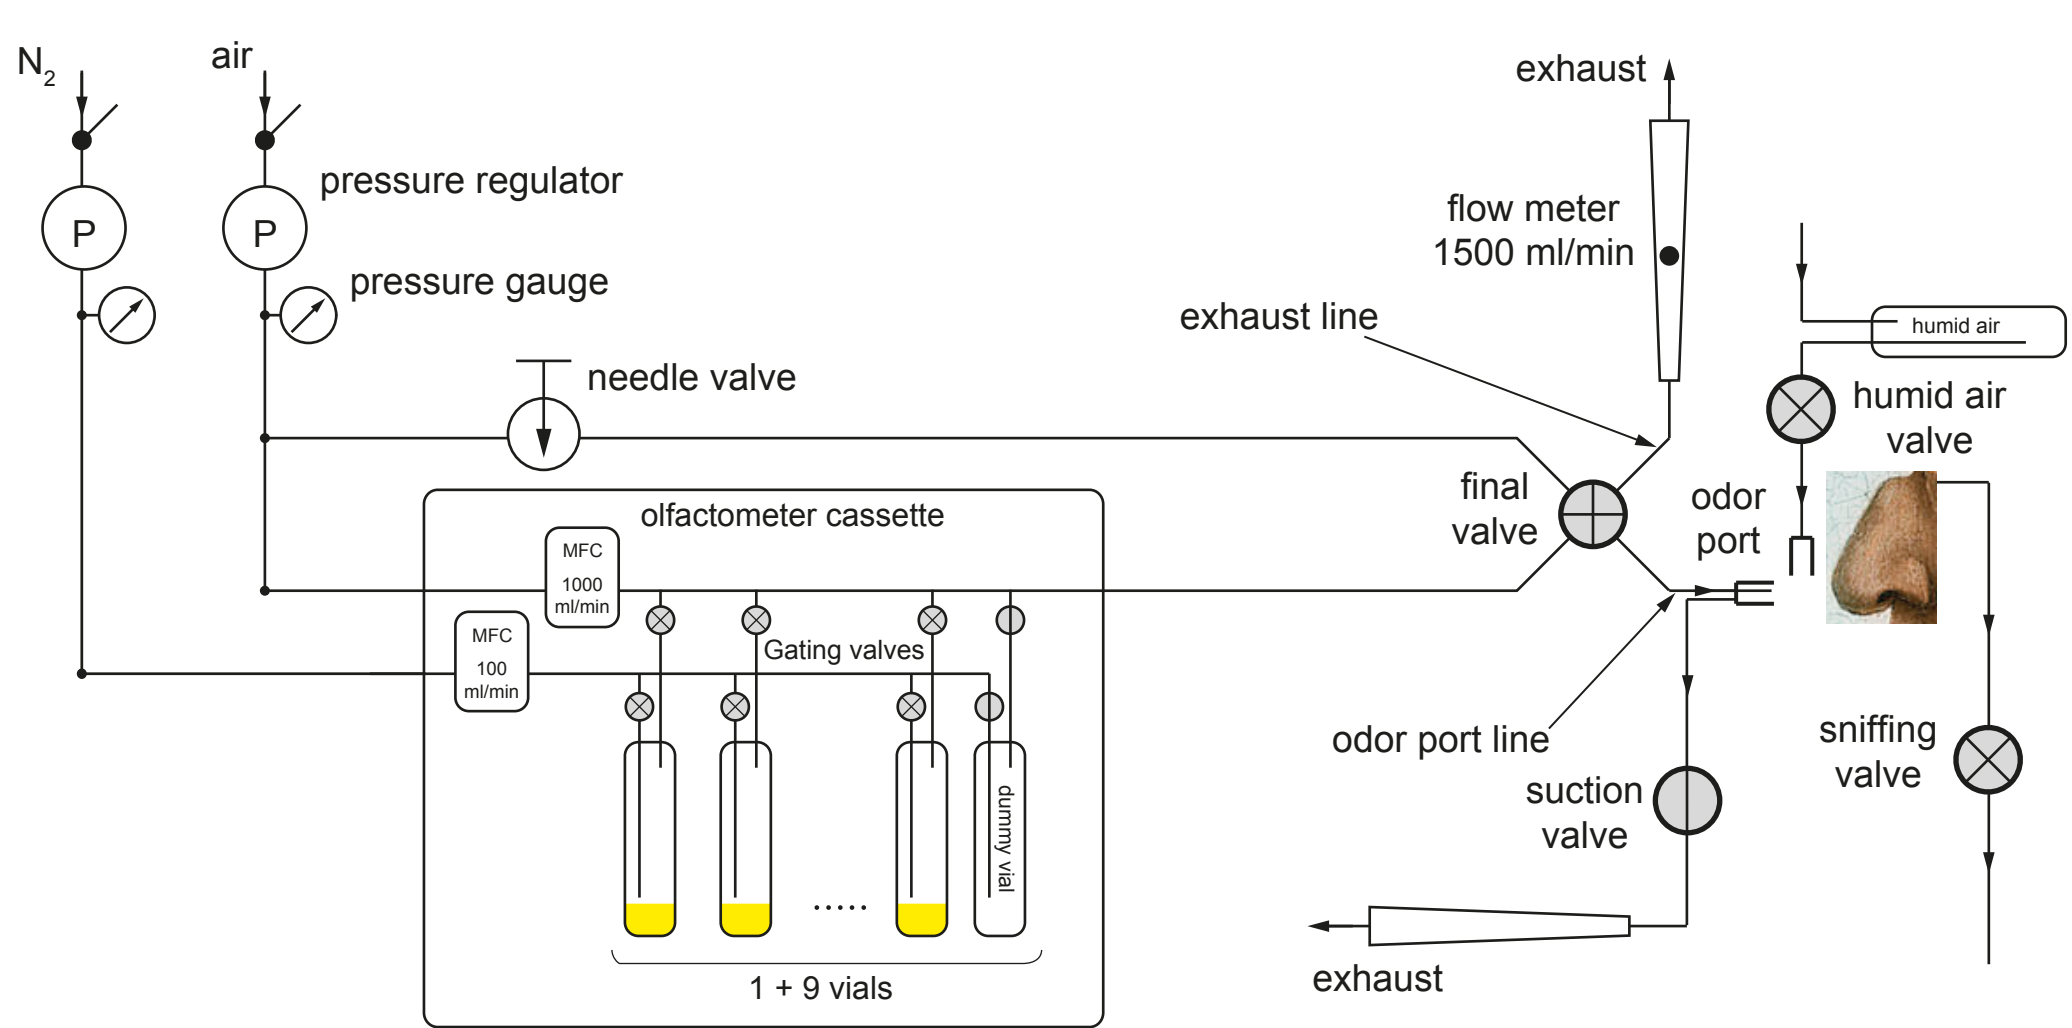 N2
air
exhaust
pressure regulator
P
P
flow meter
1500 ml/min
pressure gauge
exhaust line
humid air
needle valve
humid air
valve
final
valve
odor
port
olfactometer cassette
MFC
1000
ml/min
MFC
100
ml/min
Gating valves
odor port line
sniffing
valve
suction
valve
dummy vial
.....
1 + 9 vials
exhaust